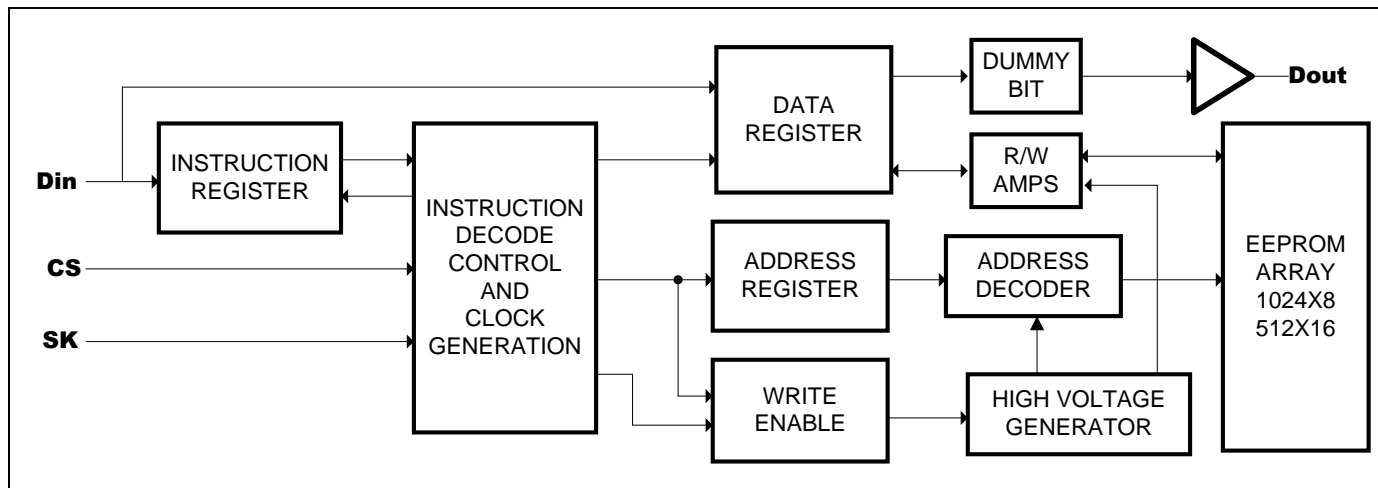 DUMMY
BIT
Dout
DATA
REGISTER
INSTRUCTION
REGISTER
Din
R/W
AMPS
INSTRUCTION
DECODE
CONTROL
AND
CLOCK
GENERATION
CS
SK
ADDRESS
REGISTER
ADDRESS
DECODER
EEPROM
ARRAY
1024X8
512X16
WRITE
ENABLE
HIGH VOLTAGE
GENERATOR